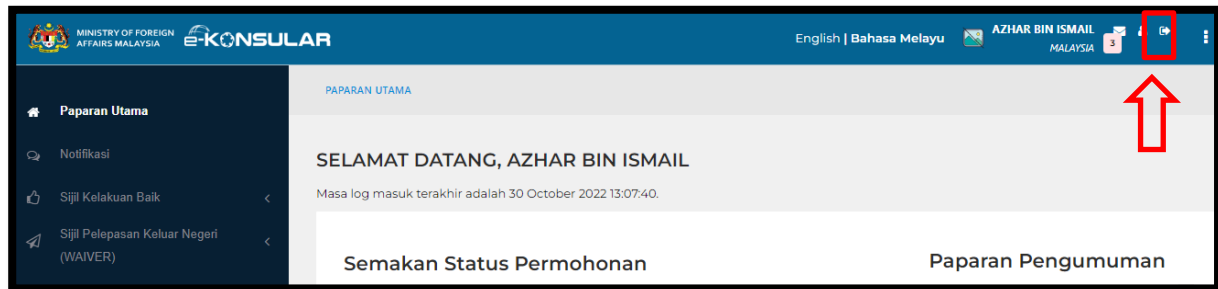 MINISTRY OF FOREIGN
AFFAIRS MALAYSIA
e-KONSULAR
English | Bahasa Melayu
AZHAR BIN ISMAIL
MALAYSIA
3
PAPARAN UTAMA
Paparan Utama
Notifikasi
SELAMAT DATANG, AZHAR BIN ISMAIL
Sijil Kelakuan Baik
Masa log masuk terakhir adalah 30 October 2022 13:07:40.
Sijil Pelepasan Keluar Negeri
(WAIVER)
Semakan Status Permohonan
Paparan Pengumuman